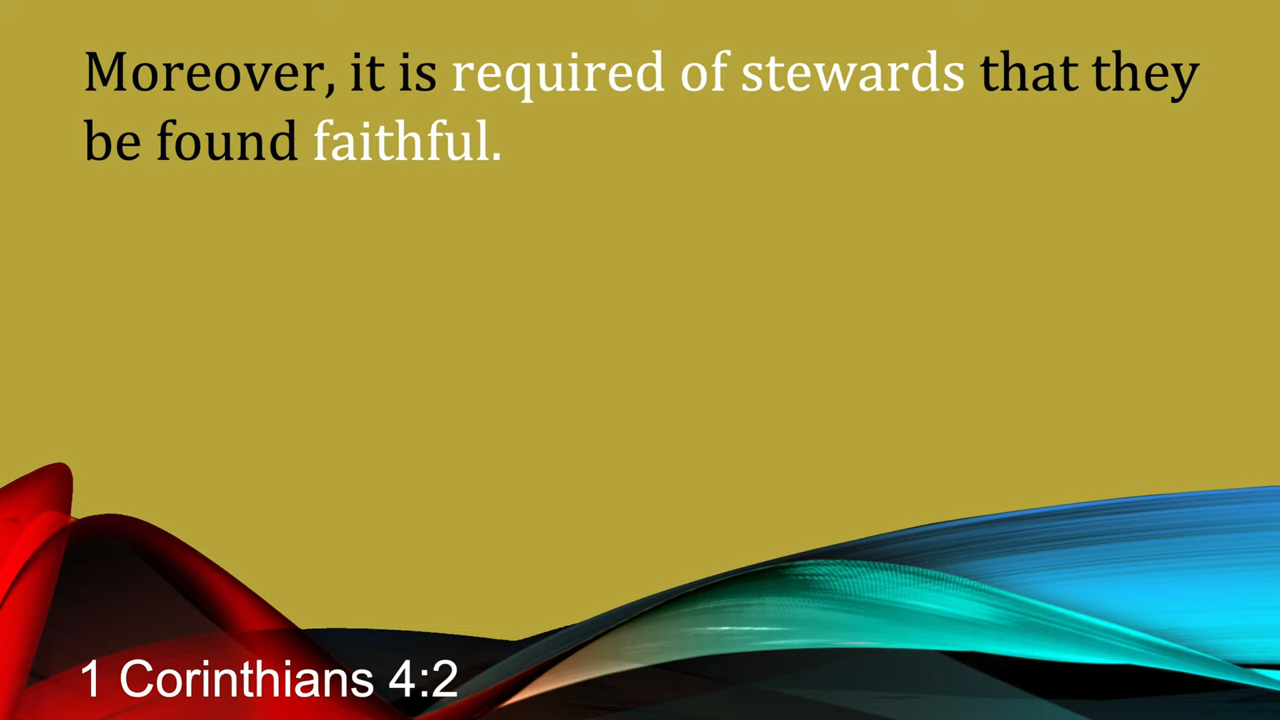 Moreover, it is required of stewards that they
be found faithful.
1 Corinthians 4:2